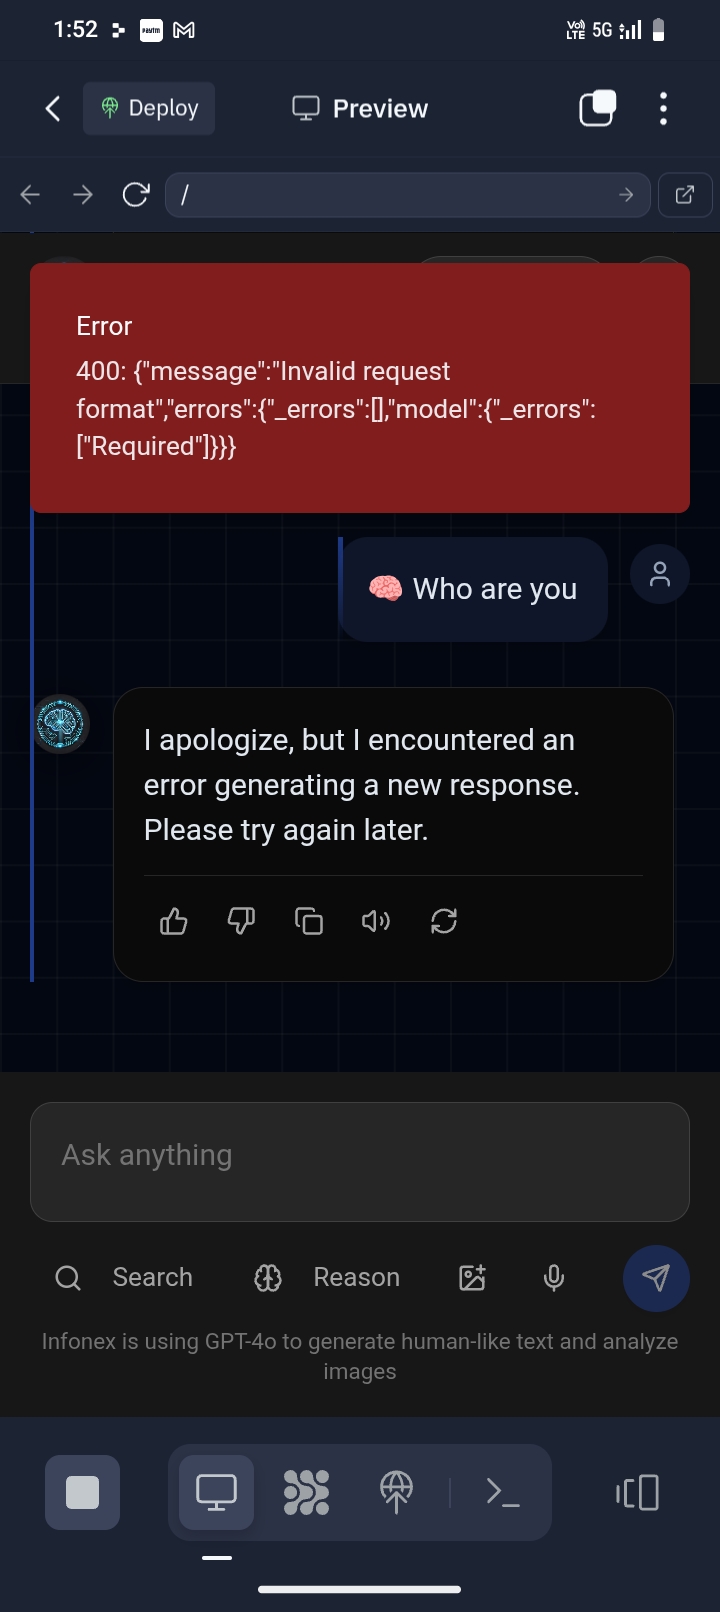 1:52
paytm
Vo)) LTE 5G
Deploy
Preview
/
Error
400: {"message":"Invalid request
format","errors":{"_errors":[],"model":{"_errors":
["Required"]}}}
🧠 Who are you
I apologize, but I encountered an
error generating a new response.
Please try again later.
Ask anything
Search
Reason
Infonex is using GPT-4o to generate human-like text and analyze
images